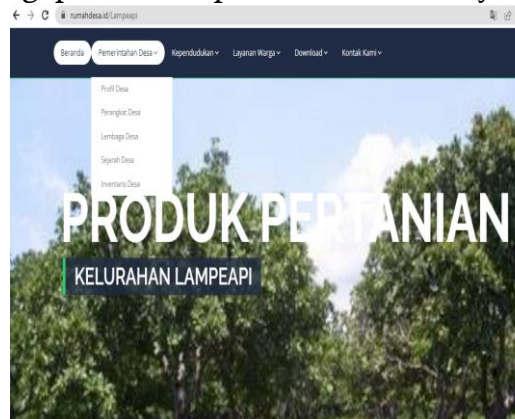 rumahdesa.id/Lampeapi
Beranda Pemerintahan Desa Kependudukan Layanan Warga Download Kontak Kami
Profil Desa
Perangkat Desa
Lembaga Desa
Sejarah Desa
Inventaris Desa
PRODUK PERTANIAN
KELURAHAN LAMPEAPI